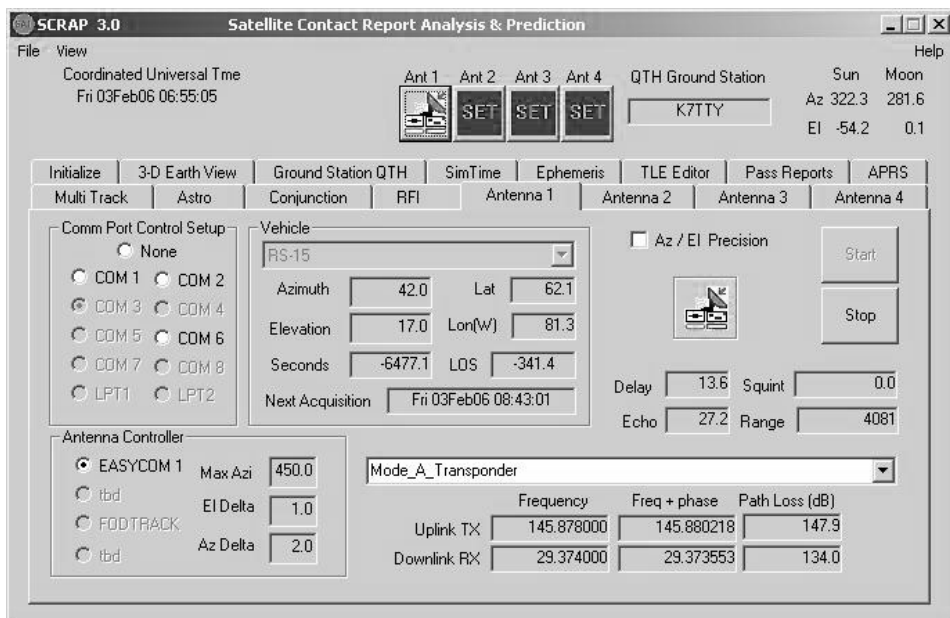 SCRAP 3.0 Satellite Contact Report Analysis & Prediction
File View Help
Coordinated Universal Tme
Fri 03Feb06 06:55:05
Ant 1 Ant 2 Ant 3 Ant 4
SET SET SET
QTH Ground Station
K7TTY
Sun Moon
Az 322.3 281.6
El -54.2 0.1
Initialize 3-D Earth View Ground Station QTH SimTime Ephemeris TLE Editor Pass Reports APRS
Multi Track Astro Conjunction RFI Antenna 1 Antenna 2 Antenna 3 Antenna 4
Comm Port Control Setup
None
COM 1 COM 2
COM 3 COM 4
COM 5 COM 6
COM 7 COM 8
LPT1 LPT2
Vehicle
RS-15
Azimuth 42.0 Lat 62.1
Elevation 17.0 Lon(W) 81.3
Seconds -6477.1 LOS -341.4
Next Acquisition Fri 03Feb06 08:43:01
Az / El Precision
Start
Stop
Delay 13.6 Squint 0.0
Echo 27.2 Range 4081
Antenna Controller
EASYCOM 1
tbd
FODTRACK
tbd
Max Azi 450.0
El Delta 1.0
Az Delta 2.0
Mode_A_Transponder
Frequency Freq + phase Path Loss (dB)
Uplink TX 145.878000 145.880218 147.9
Downlink RX 29.374000 29.373553 134.0